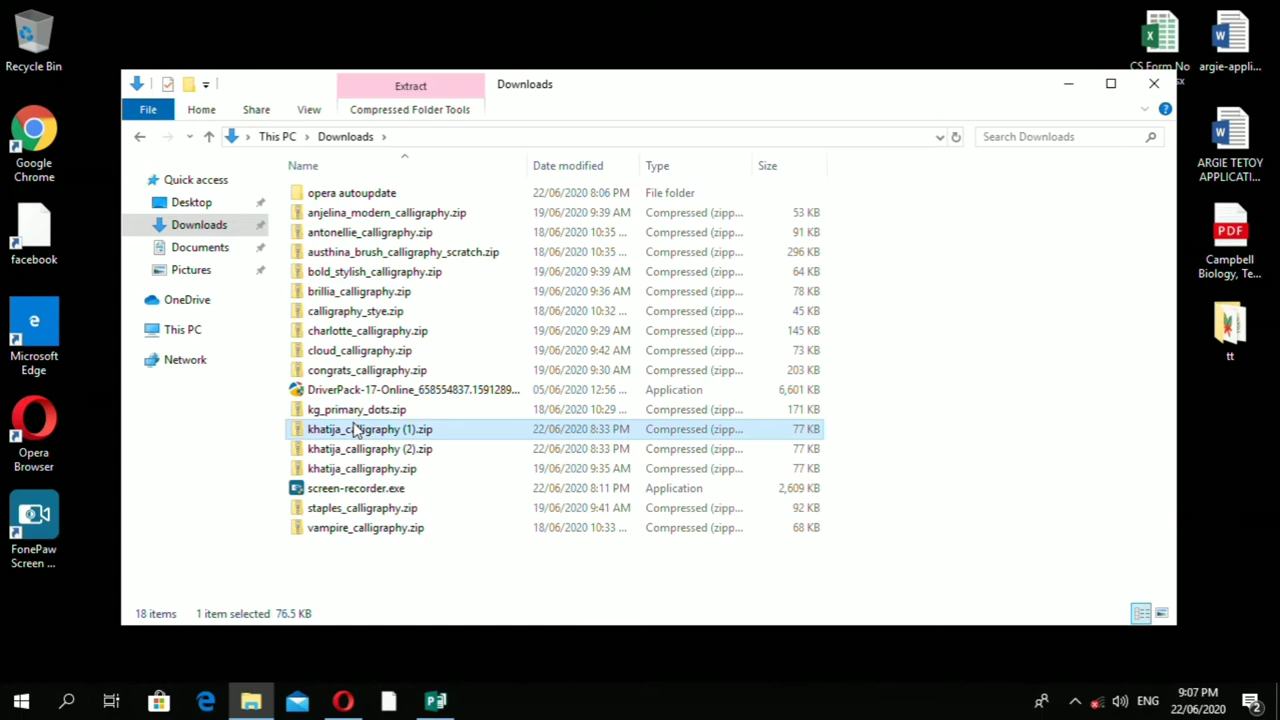 Recycle Bin
Google
Chrome
facebook
Microsoft
Edge
Opera
Browser
FonePaw
Screen ...
CS Form No
argie-appli...
ARGIE TETOY
APPLICATI...
PDF
Campbell
Biology, Te...
tt
Extract
Downloads
File
Home
Share
View
Compressed Folder Tools
This PC
Downloads
Search Downloads
Quick access
Desktop
Downloads
Documents
Pictures
OneDrive
This PC
Network
Name Date modified Type Size
opera autoupdate 22/06/2020 8:06 PM File folder
anjelina_modern_calligraphy.zip 19/06/2020 9:39 AM Compressed (zipp... 53 KB
antonellie_calligraphy.zip 18/06/2020 10:35 ... Compressed (zipp... 91 KB
austhina_brush_calligraphy_scratch.zip 18/06/2020 10:35 ... Compressed (zipp... 296 KB
bold_stylish_calligraphy.zip 19/06/2020 9:39 AM Compressed (zipp... 64 KB
brillia_calligraphy.zip 19/06/2020 9:36 AM Compressed (zipp... 78 KB
calligraphy_stye.zip 18/06/2020 10:32 ... Compressed (zipp... 45 KB
charlotte_calligraphy.zip 19/06/2020 9:29 AM Compressed (zipp... 145 KB
cloud_calligraphy.zip 19/06/2020 9:42 AM Compressed (zipp... 73 KB
congrats_calligraphy.zip 19/06/2020 9:30 AM Compressed (zipp... 203 KB
DriverPack-17-Online_658554837.1591289... 05/06/2020 12:56 ... Application 6,601 KB
kg_primary_dots.zip 18/06/2020 10:29 ... Compressed (zipp... 171 KB
khatija_calligraphy (1).zip 22/06/2020 8:33 PM Compressed (zipp... 77 KB
khatija_calligraphy (2).zip 22/06/2020 8:33 PM Compressed (zipp... 77 KB
khatija_calligraphy.zip 19/06/2020 9:35 AM Compressed (zipp... 77 KB
screen-recorder.exe 22/06/2020 8:11 PM Application 2,609 KB
staples_calligraphy.zip 19/06/2020 9:41 AM Compressed (zipp... 92 KB
vampire_calligraphy.zip 18/06/2020 10:33 ... Compressed (zipp... 68 KB
18 items 1 item selected 76.5 KB
ENG
9:07 PM
22/06/2020
2